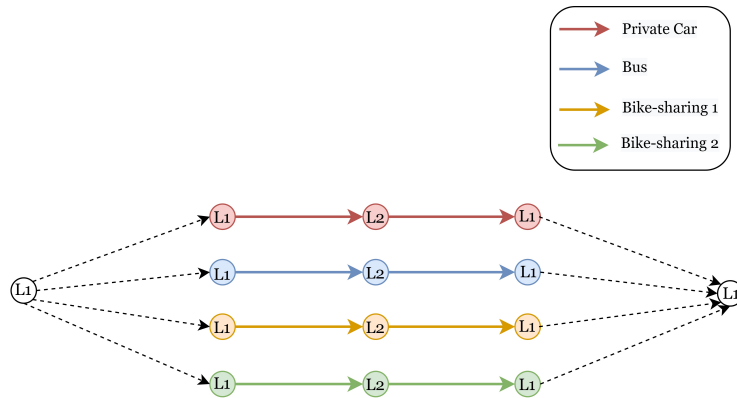 Private Car
Bus
Bike-sharing 1
Bike-sharing 2
L1 L2 L1
L1 L2 L1
L1
L1
L1 L2 L1
L1 L2 L1